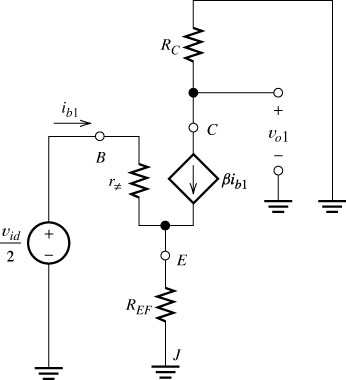 R_C
i_b1
+
C
v_o1
B
−
r_≠
βi_b1
v_id/2
+
−
E
R_EF
J